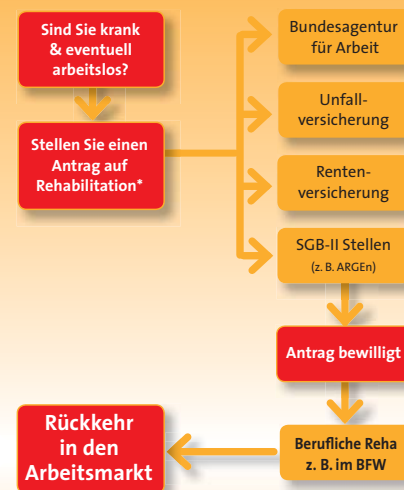 Sind Sie krank
& eventuell
arbeitslos?
Stellen Sie einen
Antrag auf
Rehabilitation*
Bundesagentur
für Arbeit
Unfall-
versicherung
Renten-
versicherung
SGB-II Stellen
(z. B. ARGEn)
Antrag bewilligt
Berufliche Reha
z. B. im BFW
Rückkehr
in den
Arbeitsmarkt